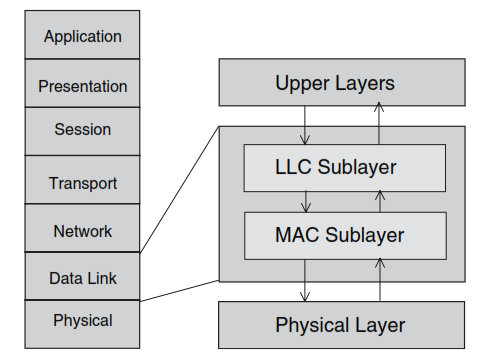 Application
Presentation
Session
Transport
Network
Data Link
Physical
Upper Layers
LLC Sublayer
MAC Sublayer
Physical Layer